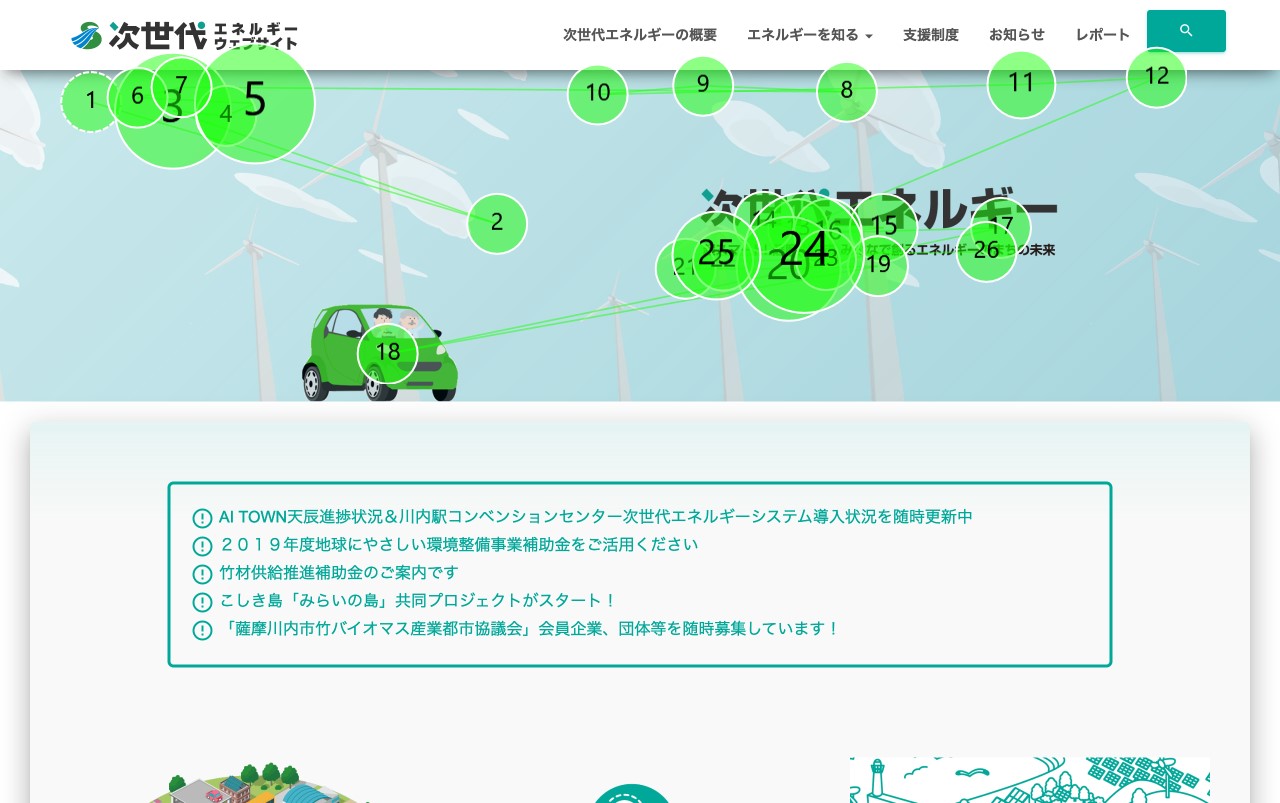 次世代 エネルギー ウェブサイト
次世代エネルギーの概要 エネルギーを知る 支援制度 お知らせ レポート
1 6 7 3 4 5 10 9 8 11 12
2
次世代エネルギー
みんなで創るエネルギーのまちの未来
14 15 16 17 19 20 21 22 23 24 25 26
18
AI TOWN天辰進捗状況＆川内駅コンベンションセンター次世代エネルギーシステム導入状況を随時更新中
２０１９年度地球にやさしい環境整備事業補助金をご活用ください
竹材供給推進補助金のご案内です
こしき島「みらいの島」共同プロジェクトがスタート！
「薩摩川内市竹バイオマス産業都市協議会」会員企業、団体等を随時募集しています！